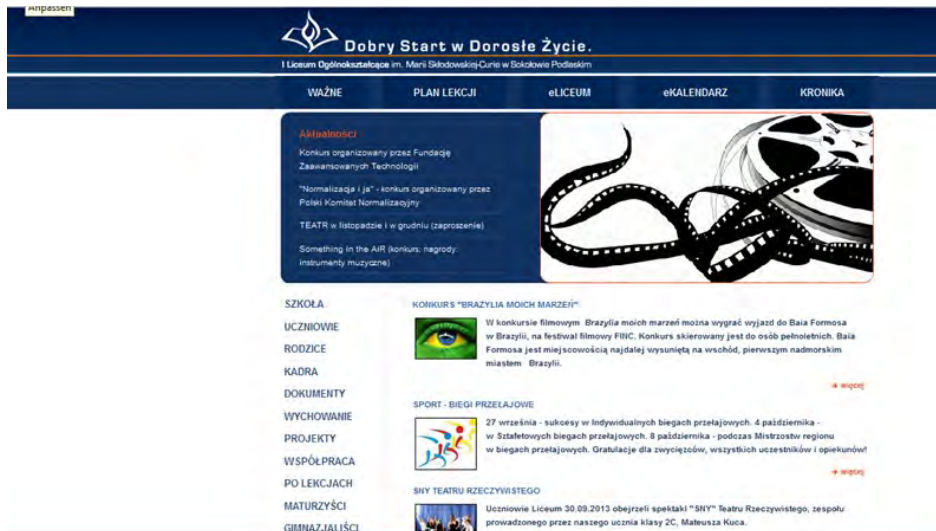 Anpassen
Dobry Start w Dorosłe Życie.
I Liceum Ogólnokształcące im. Marii Skłodowskiej-Curie w Sokołowie Podlaskim
WAŻNE
PLAN LEKCJI
eLICEUM
eKALENDARZ
KRONIKA
Aktualności
Konkurs organizowany przez Fundację
Zaawansowanych Technologii
"Normalizacja i ja" - konkurs organizowany przez
Polski Komitet Normalizacyjny
TEATR w listopadzie i w grudniu (zaproszenie)
Something in the AIR (konkurs; nagrody:
instrumenty muzyczne)
SZKOŁA
UCZNIOWIE
RODZICE
KADRA
DOKUMENTY
WYCHOWANIE
PROJEKTY
WSPÓŁPRACA
PO LEKCJACH
MATURZYŚCI
GIMNAZJALIŚCI
KONKURS "BRAZYLIA MOICH MARZEŃ"
W konkursie filmowym Brazylia moich marzeń można wygrać wyjazd do Baia Formosa
w Brazylii, na festiwal filmowy FINC. Konkurs skierowany jest do osób pełnoletnich. Baia
Formosa jest miejscowością najdalej wysuniętą na wschód, pierwszym nadmorskim
miastem Brazylii.
więcej
SPORT - BIEGI PRZEŁAJOWE
27 września - sukcesy w Indywidualnych biegach przełajowych. 4 października -
w Sztafetowych biegach przełajowych. 8 października - podczas Mistrzostw regionu
w biegach przełajowych. Gratulacje dla zwycięzców, wszystkich uczestników i opiekunów!
więcej
SNY TEATRU RZECZYWISTEGO
Uczniowie Liceum 30.09.2013 obejrzeli spektakl "SNY" Teatru Rzeczywistego, zespołu
prowadzonego przez naszego ucznia klasy 2C, Mateusza Kuca.